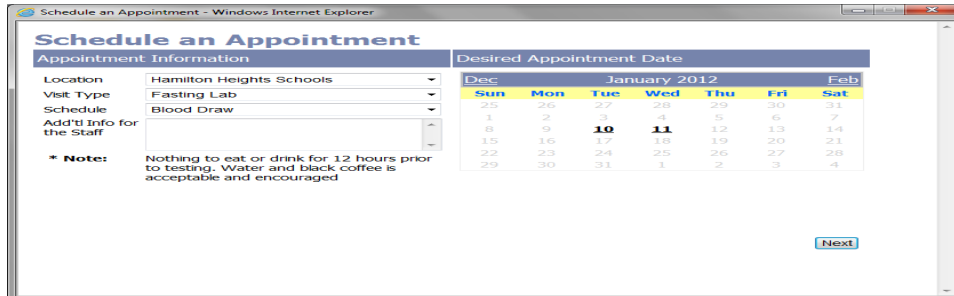 Schedule an Appointment - Windows Internet Explorer
Schedule an Appointment
Appointment Information
Location Hamilton Heights Schools
Visit Type Fasting Lab
Schedule Blood Draw
Add'tl Info for
the Staff
* Note: Nothing to eat or drink for 12 hours prior
to testing. Water and black coffee is
acceptable and encouraged
Desired Appointment Date
Dec January 2012 Feb
Sun Mon Tue Wed Thu Fri Sat
25 26 27 28 29 30 31
1 2 3 4 5 6 7
8 9 10 11 12 13 14
15 16 17 18 19 20 21
22 23 24 25 26 27 28
29 30 31 1 2 3 4
Next